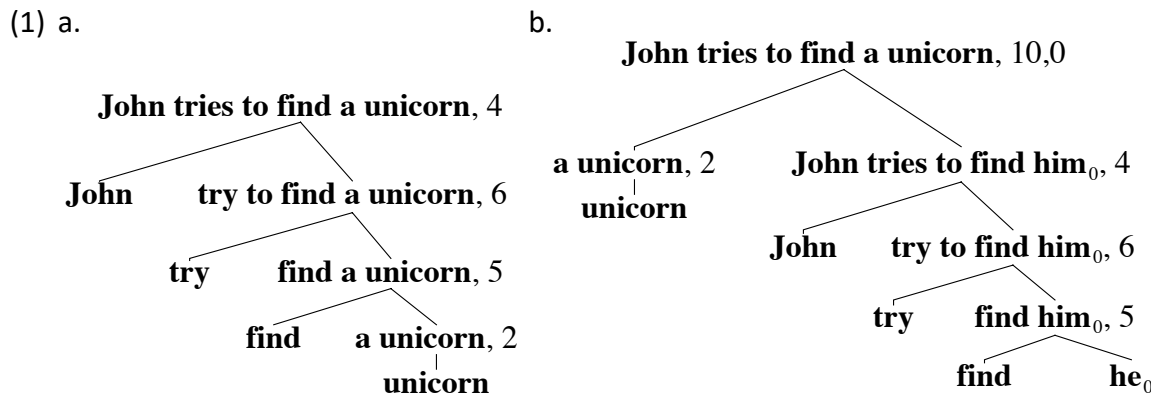 (1) a.
John tries to find a unicorn, 4
John try to find a unicorn, 6
try find a unicorn, 5
find a unicorn, 2
unicorn
b.
John tries to find a unicorn, 10,0
a unicorn, 2 John tries to find him₀, 4
unicorn
John try to find him₀, 6
try find him₀, 5
find he₀